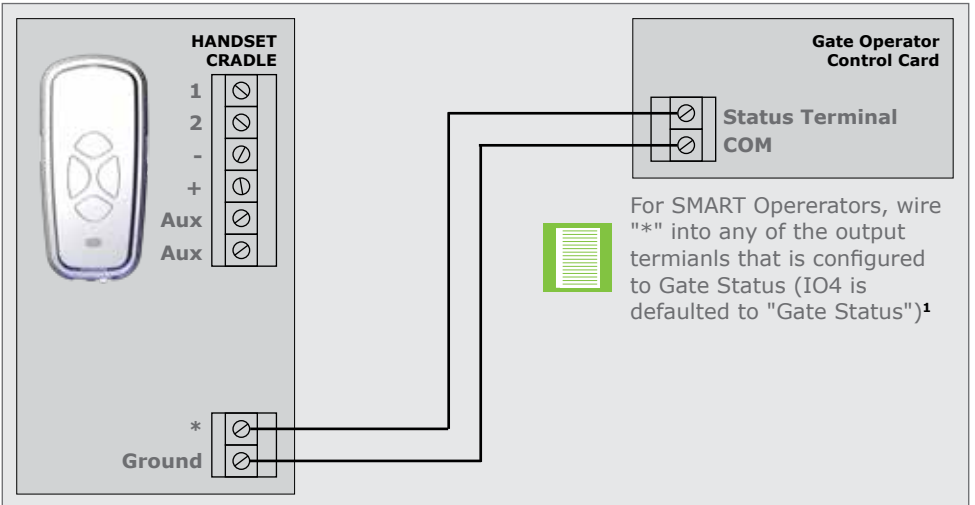 HANDSET
CRADLE
1
2
-
+
Aux
Aux
*
Ground
Gate Operator
Control Card
Status Terminal
COM
For SMART Opererators, wire
"*" into any of the output
termianls that is configured
to Gate Status (IO4 is
defaulted to "Gate Status")¹